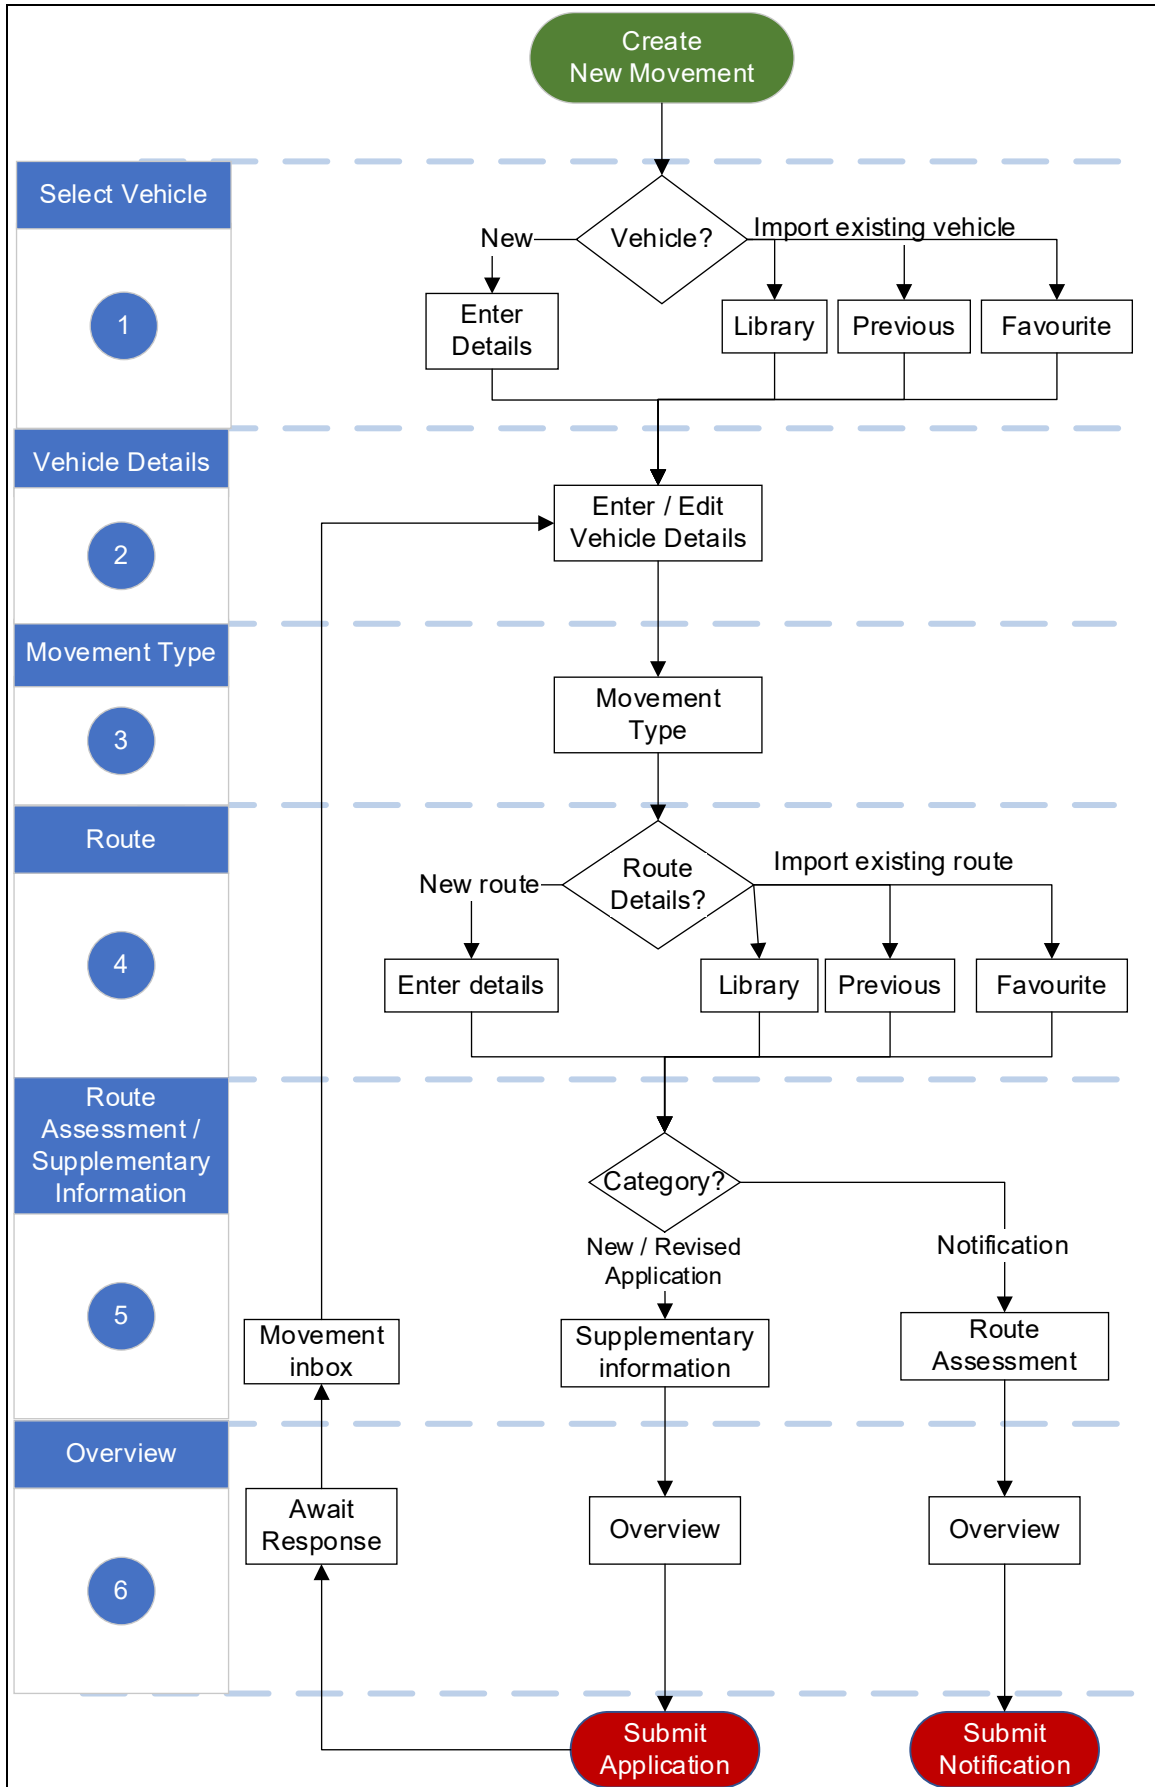 Create
New Movement
Select Vehicle
1
Vehicle?
New
Import existing vehicle
Enter
Details
Library
Previous
Favourite
Vehicle Details
2
Enter / Edit
Vehicle Details
Movement Type
3
Movement
Type
Route
4
Route
Details?
New route
Import existing route
Enter details
Library
Previous
Favourite
Route
Assessment /
Supplementary
Information
5
Category?
New / Revised
Application
Notification
Movement
inbox
Supplementary
information
Route
Assessment
Overview
6
Await
Response
Overview
Overview
Submit
Application
Submit
Notification